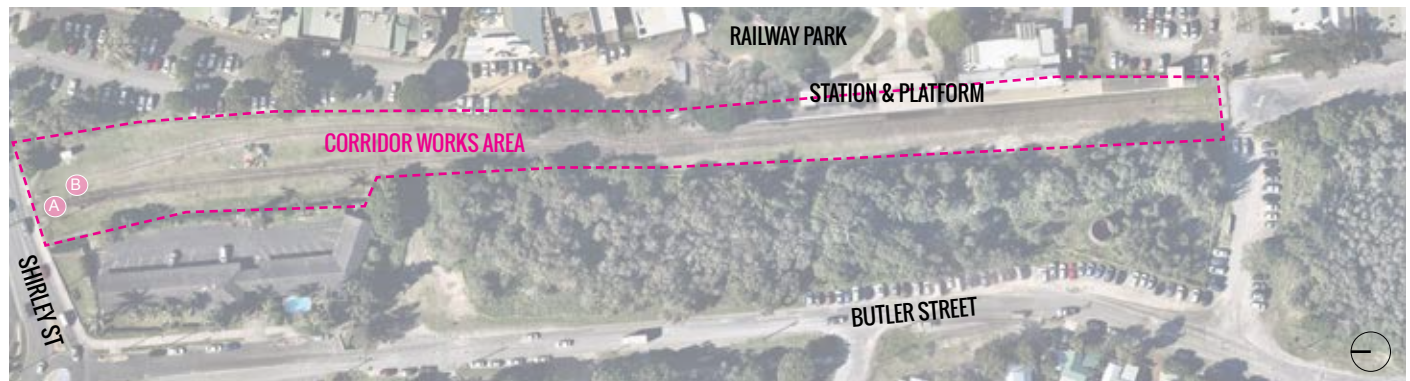 RAILWAY PARK
STATION & PLATFORM
CORRIDOR WORKS AREA
B
A
SHIRLEY ST
BUTLER STREET